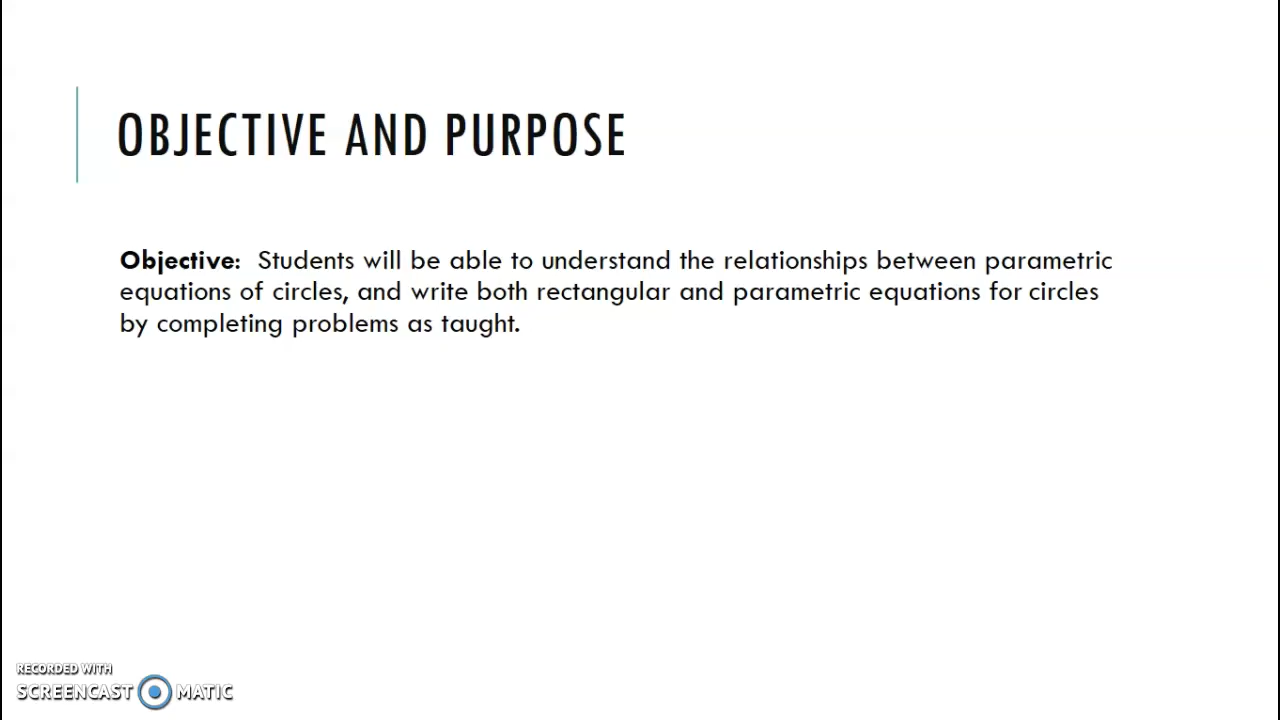 OBJECTIVE AND PURPOSE
Objective: Students will be able to understand the relationships between parametric
equations of circles, and write both rectangular and parametric equations for circles
by completing problems as taught.
RECORDED WITH
SCREENCAST MATIC